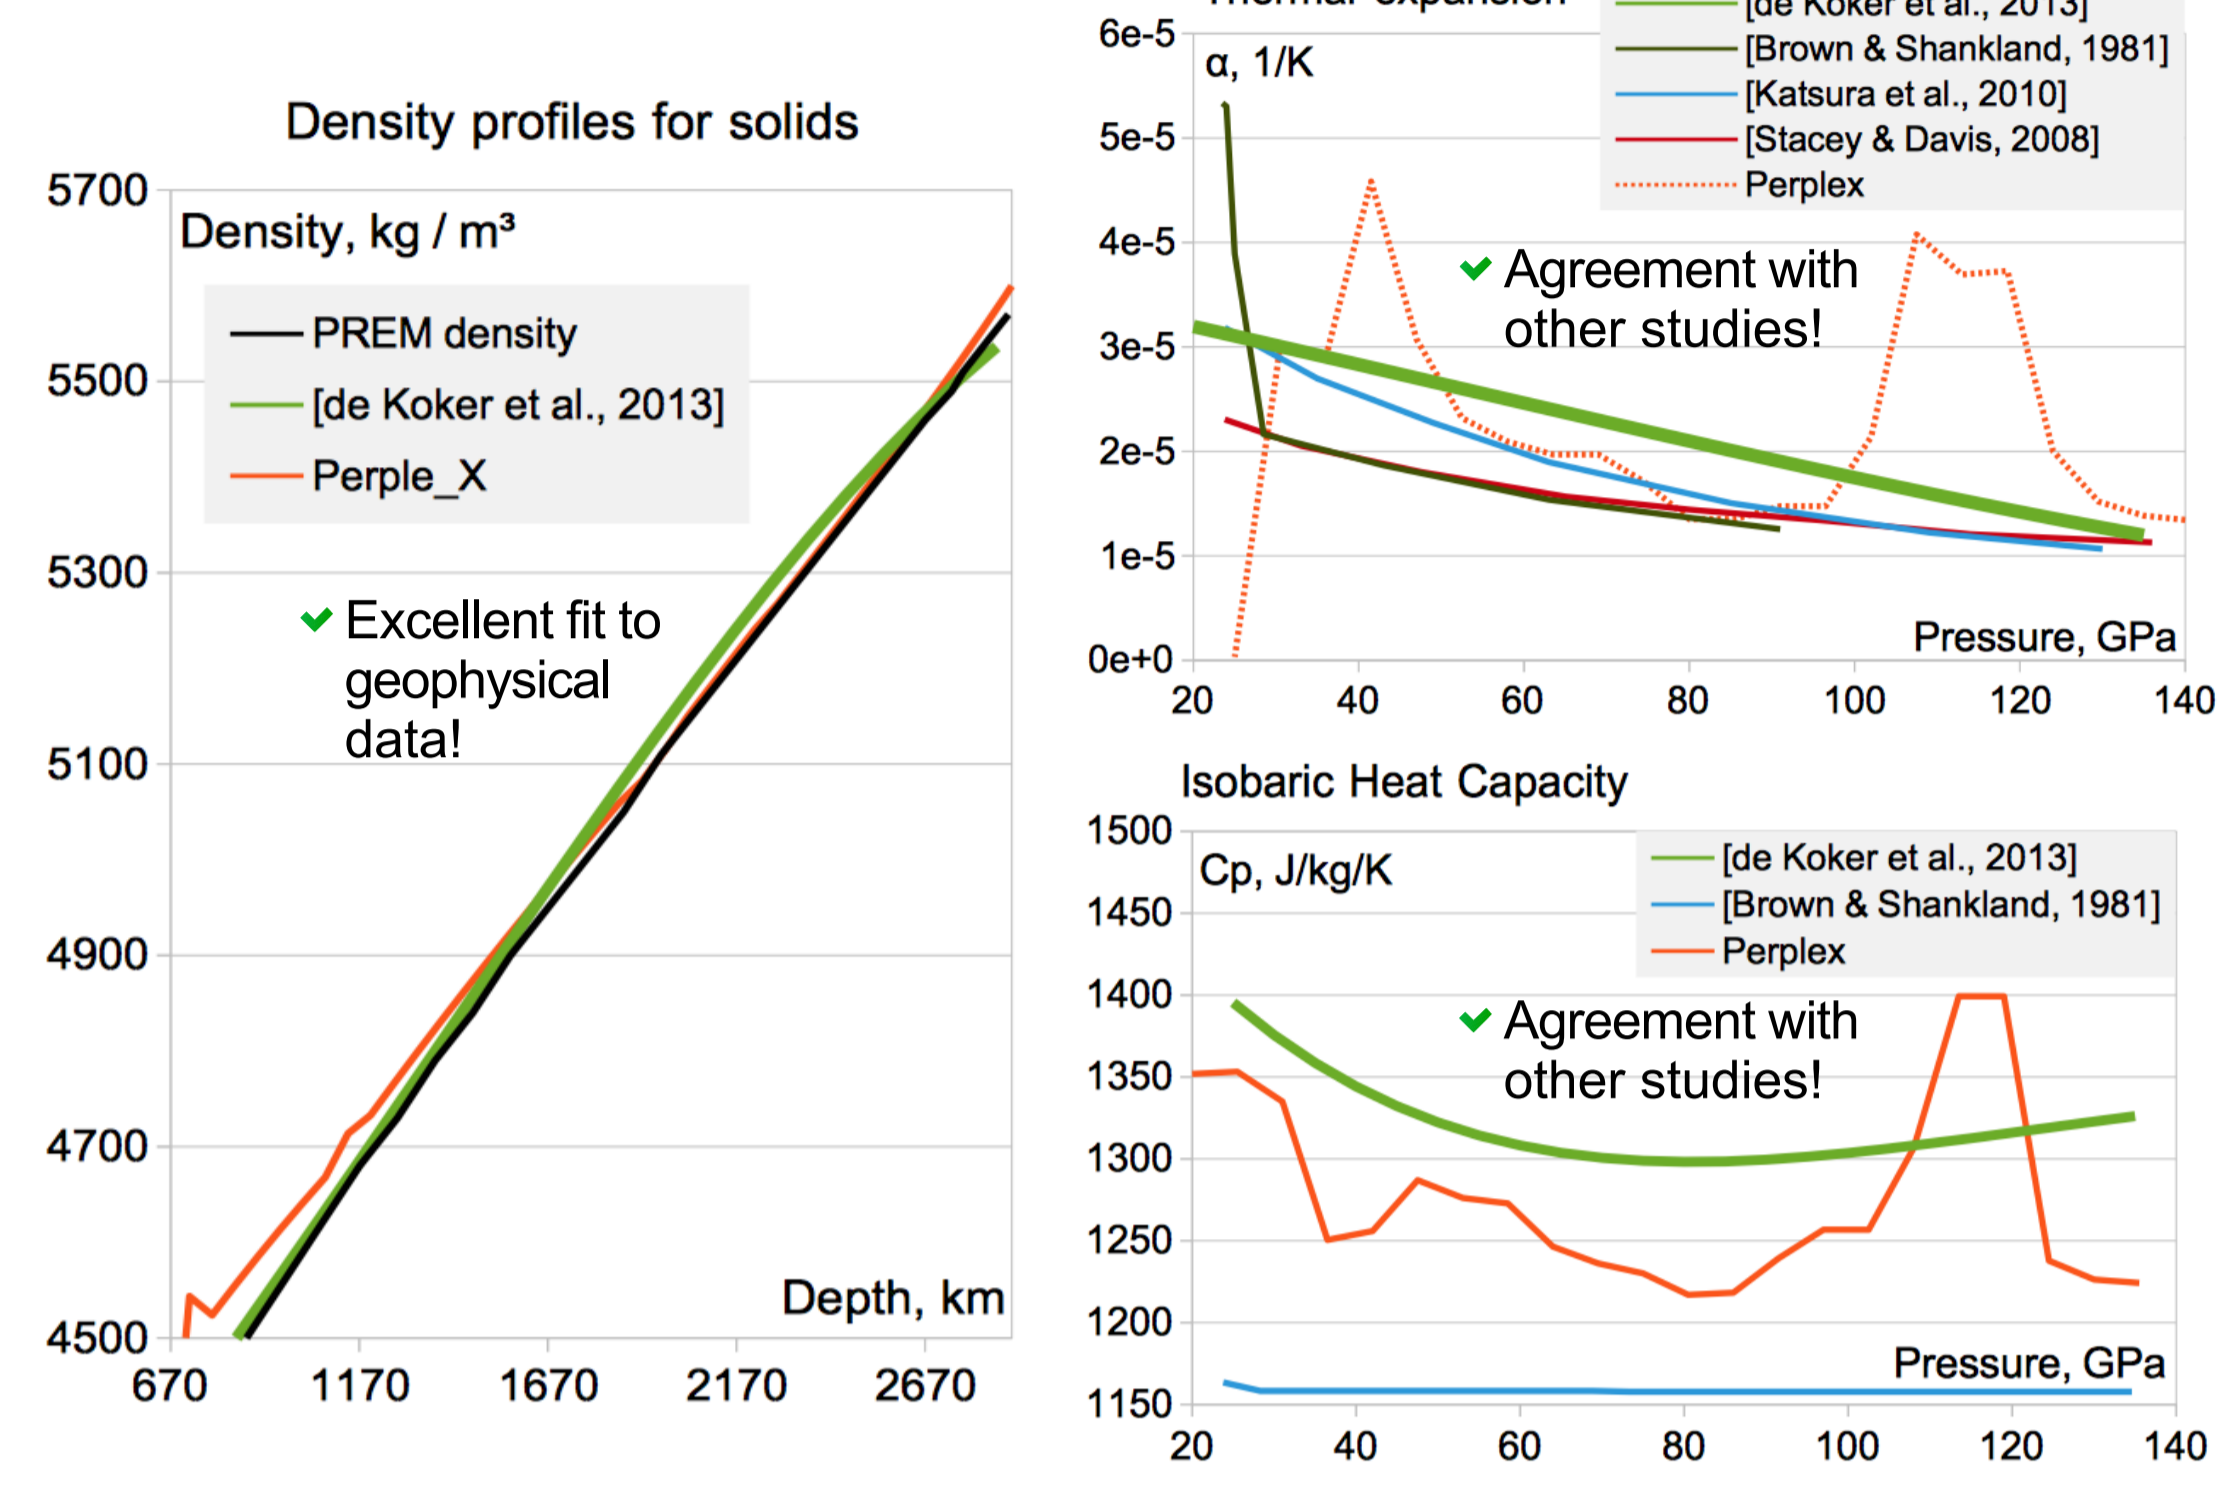 Density profiles for solids
5700
5500
5300
5100
4900
4700
4500
Density, kg / m³
PREM density
[de Koker et al., 2013]
Perple_X
Excellent fit to
geophysical
data!
Depth, km
670 1170 1670 2170 2670
Thermal expansion
6e-5
5e-5
4e-5
3e-5
2e-5
1e-5
0e+0
α, 1/K
[de Koker et al., 2013]
[Brown & Shankland, 1981]
[Katsura et al., 2010]
[Stacey & Davis, 2008]
Perplex
Agreement with
other studies!
Pressure, GPa
20 40 60 80 100 120 140
Isobaric Heat Capacity
1500
1450
1400
1350
1300
1250
1200
1150
Cp, J/kg/K
[de Koker et al., 2013]
[Brown & Shankland, 1981]
Perplex
Agreement with
other studies!
Pressure, GPa
20 40 60 80 100 120 140